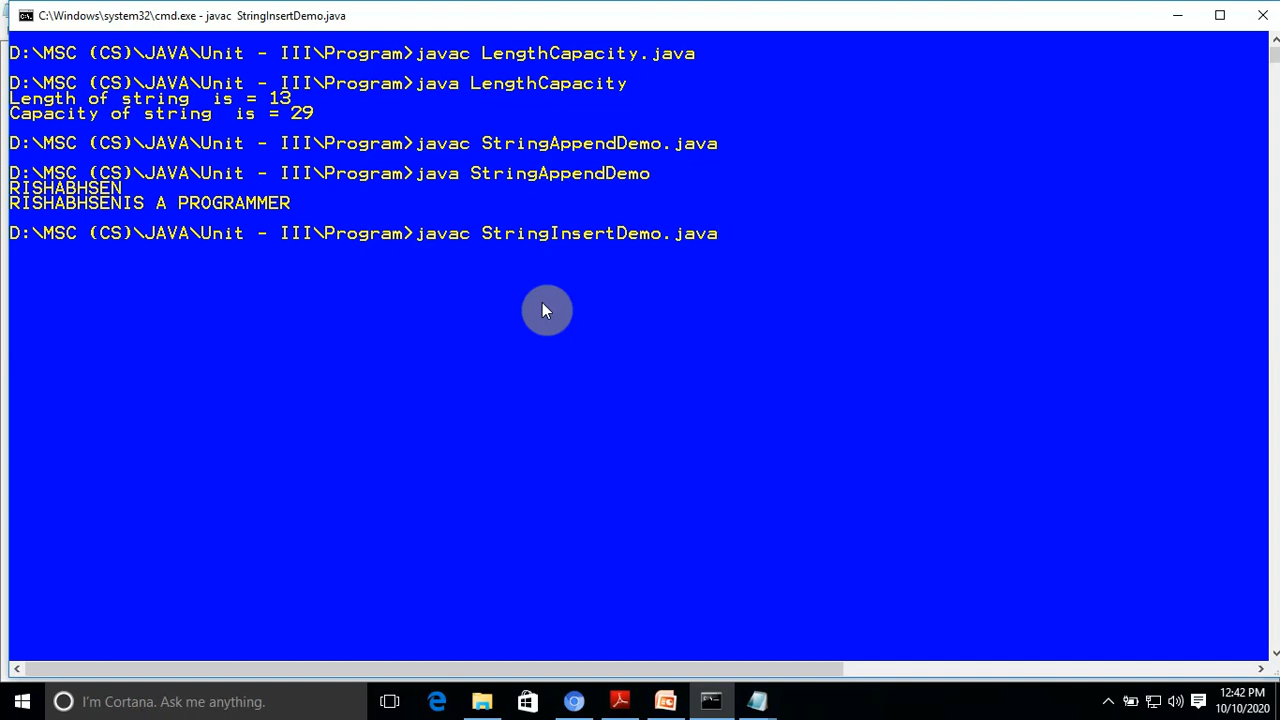 C:\Windows\system32\cmd.exe - javac  StringInsertDemo.java
D:\MSC (CS)\JAVA\Unit - III\Program>javac LengthCapacity.java
D:\MSC (CS)\JAVA\Unit - III\Program>java LengthCapacity
Length of string  is = 13
Capacity of string  is = 29
D:\MSC (CS)\JAVA\Unit - III\Program>javac StringAppendDemo.java
D:\MSC (CS)\JAVA\Unit - III\Program>java StringAppendDemo
RISHABHSEN
RISHABHSENIS A PROGRAMMER
D:\MSC (CS)\JAVA\Unit - III\Program>javac StringInsertDemo.java
I'm Cortana. Ask me anything.
12:42 PM
10/10/2020